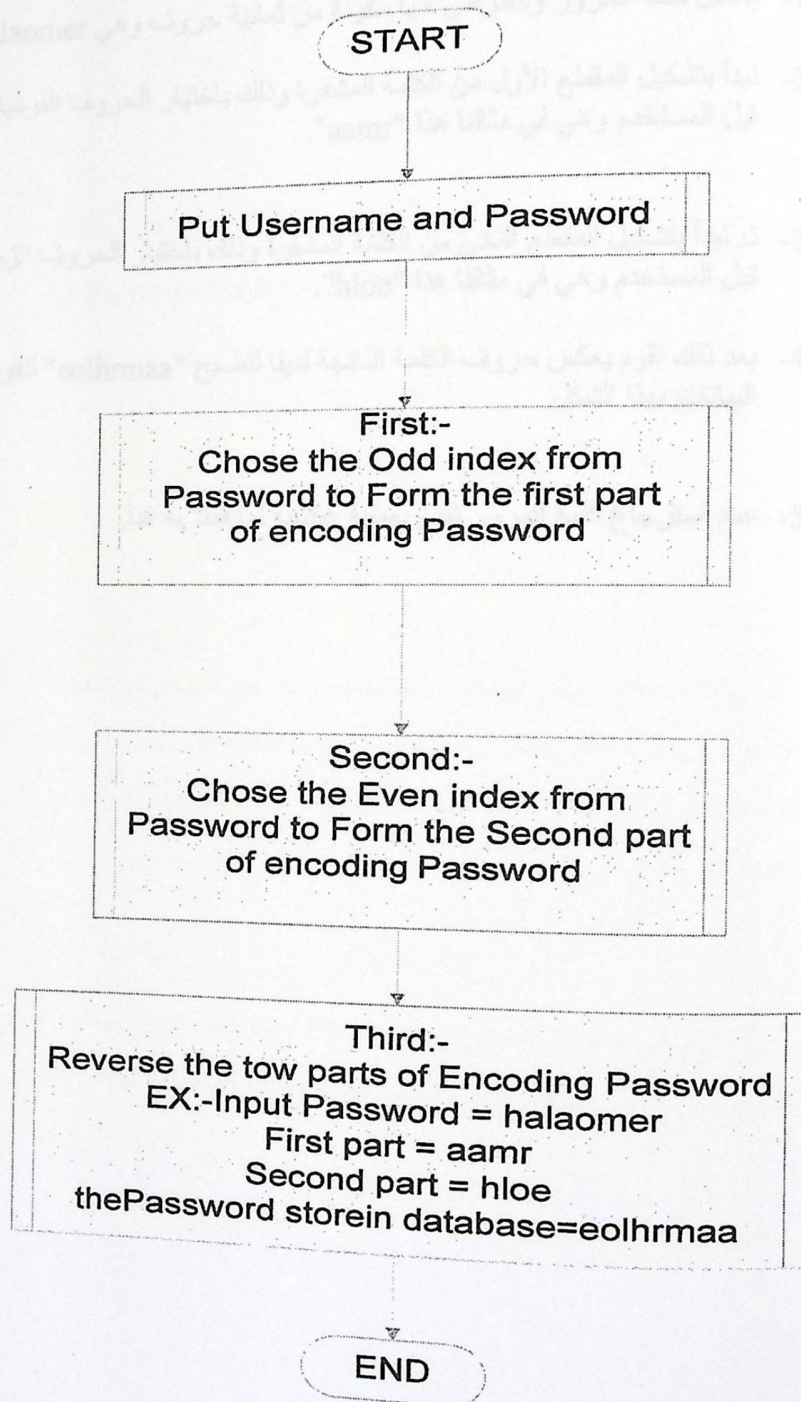 START
Put Username and Password
First:-
Chose the Odd index from
Password to Form the first part
of encoding Password
Second:-
Chose the Even index from
Password to Form the Second part
of encoding Password
Third:-
Reverse the tow parts of Encoding Password
EX:-Input Password = halaomer
First part = aamr
Second part = hloe
thePassword storein database=eolhrmaa
END